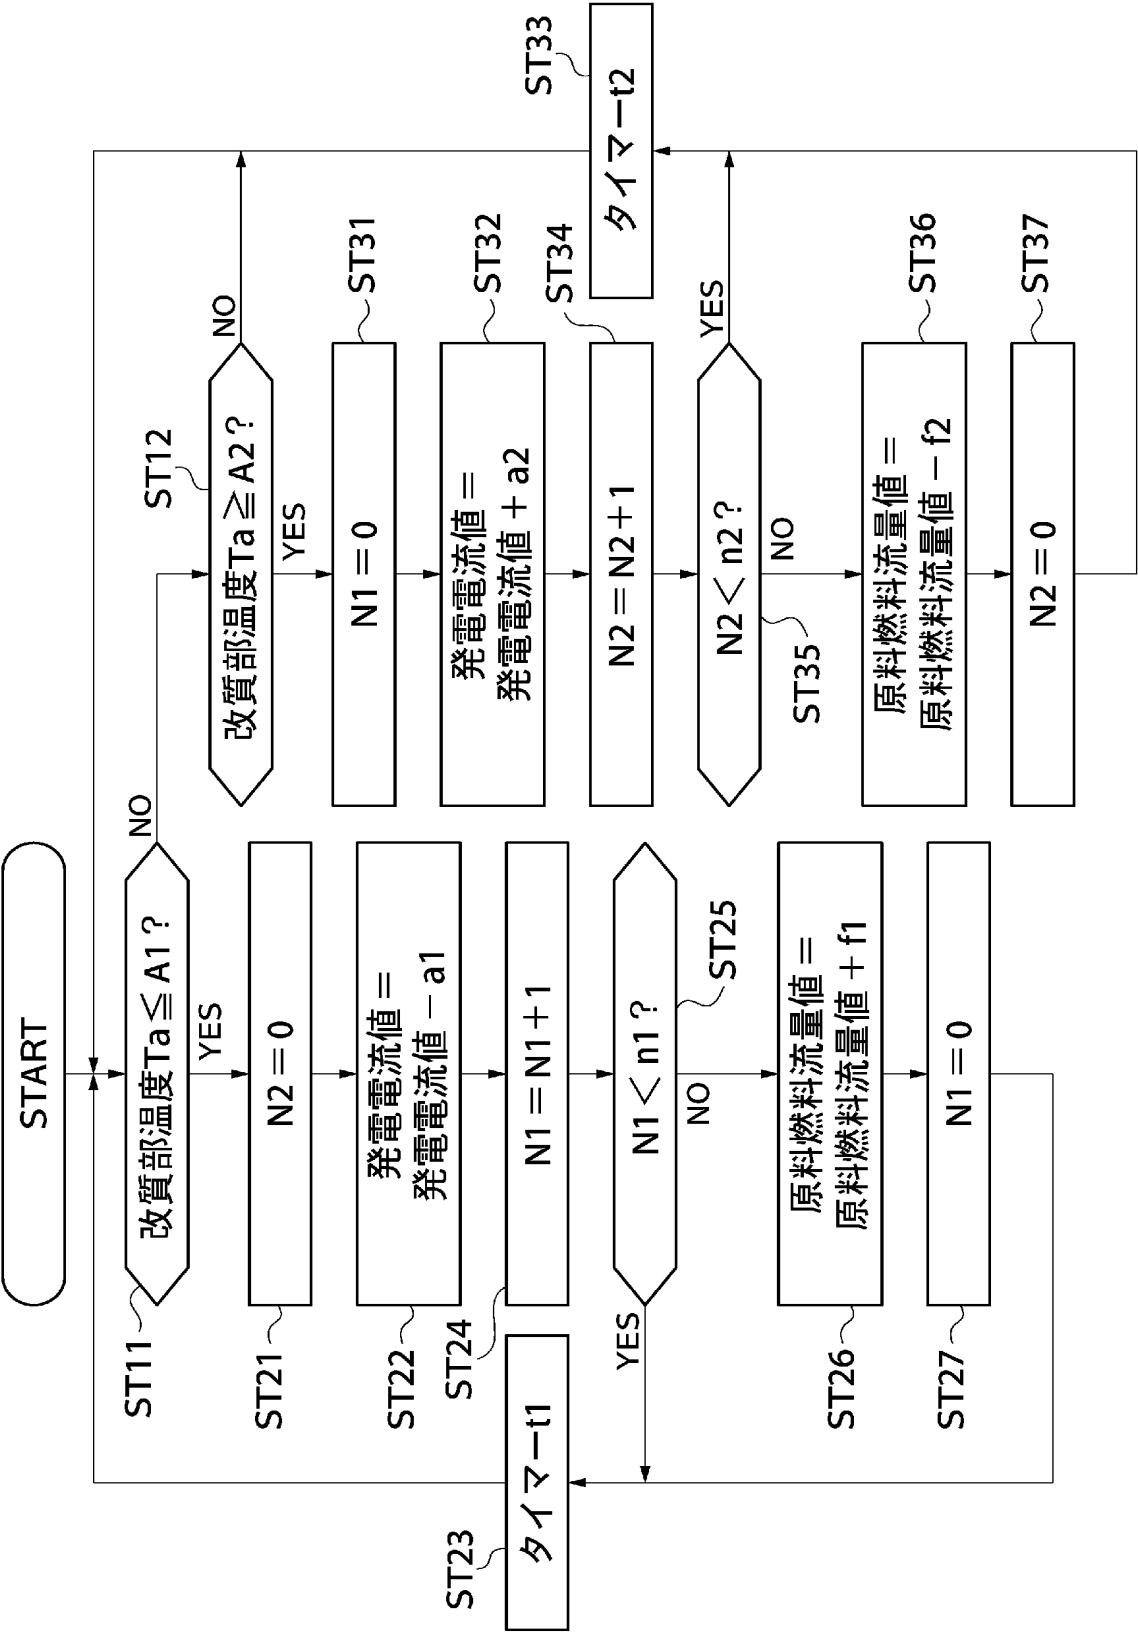 START
改質部温度Ta≦A1？
ST11
YES
NO
N2＝0
ST21
発電電流値＝
発電電流値－a1
ST22
N1＝N1＋1
ST24
タイマーt1
ST23
N1＜n1？
ST25
YES
NO
原料燃料流量値＝
原料燃料流量値＋f1
ST26
N1＝0
ST27
改質部温度Ta≧A2？
ST12
NO
YES
N1＝0
ST31
発電電流値＝
発電電流値＋a2
ST32
N2＝N2＋1
ST34
タイマーt2
ST33
N2＜n2？
ST35
YES
NO
原料燃料流量値＝
原料燃料流量値－f2
ST36
N2＝0
ST37